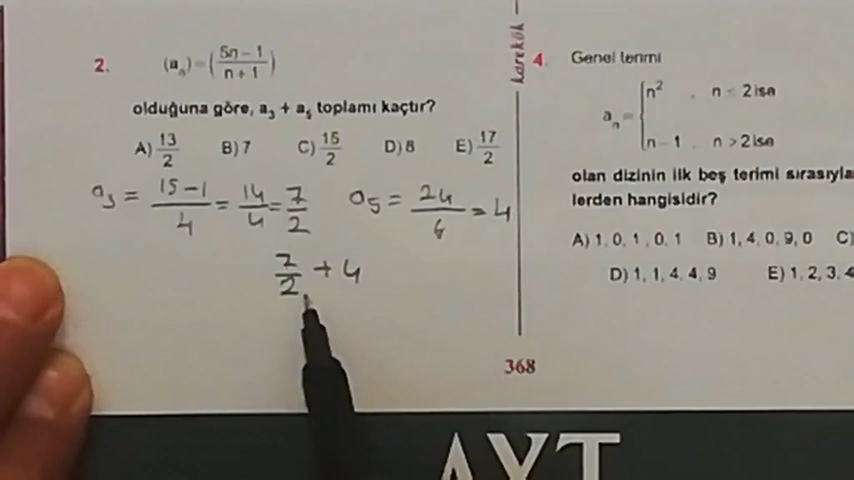 2. (aₙ) = (5n – 1 / n + 1)
olduğuna göre, a₃ + a₅ toplamı kaçtır?
A) 13/2 B) 7 C) 15/2 D) 8 E) 17/2
a₃ = 15 – 1 / 4 = 14/4 = 7/2 a₅ = 24/6 = 4
7/2 + 4
karekök
4. Genel terimi
aₙ = { n² , n < 2 ise
n – 1 , n > 2 ise
olan dizinin ilk beş terimi sırasıyla
lerden hangisidir?
A) 1, 0, 1, 0, 1 B) 1, 4, 0, 9, 0 C)
D) 1, 1, 4, 4, 9 E) 1, 2, 3, 4
368
AYT